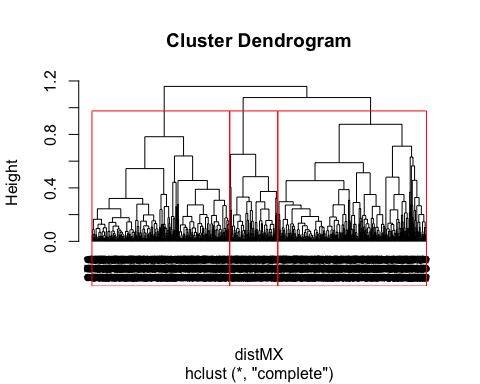 Cluster Dendrogram
Height
1.2
0.8
0.4
0.0
distMX
hclust (*, "complete")